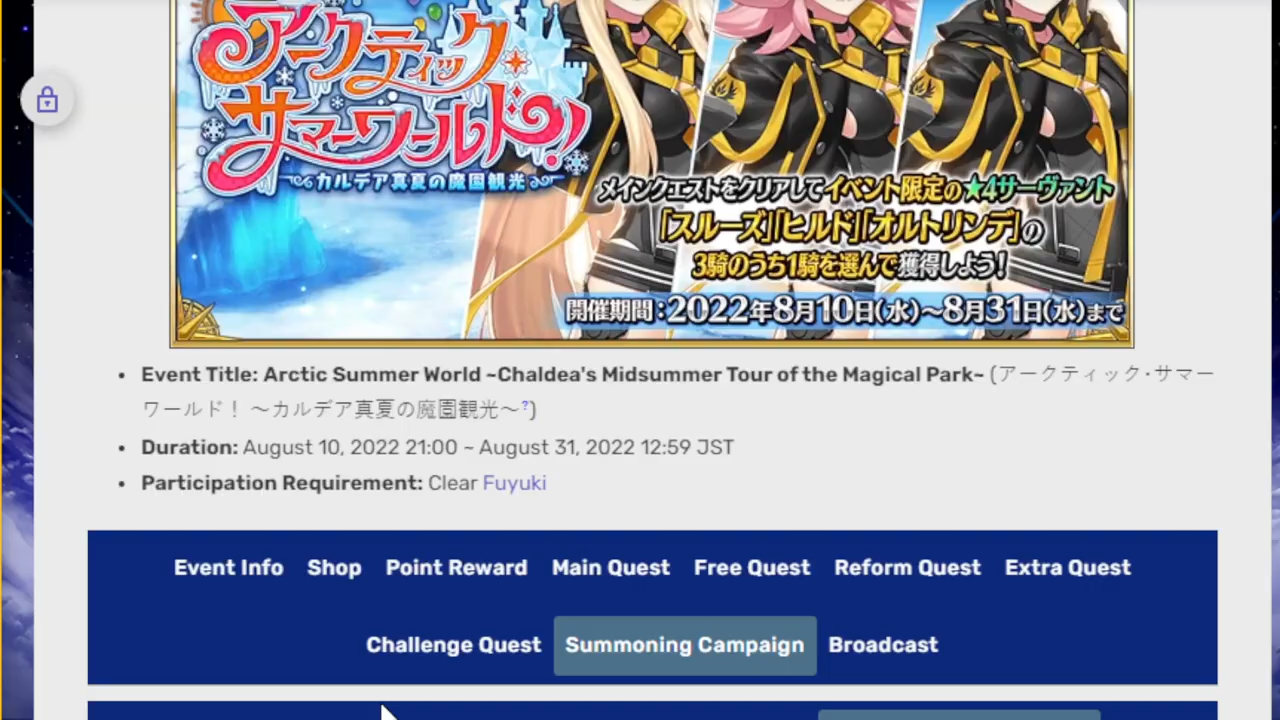 アークティック
サマーワールド!
～カルデア真夏の魔園観光～
メインクエストをクリアしてイベント限定の★4サーヴァント
「スルーズ」「ヒルド」「オルトリンデ」の
3騎のうち1騎を選んで獲得しよう!
開催期間:2022年8月10日(水)～8月31日(水)まで
• Event Title: Arctic Summer World ~Chaldea's Midsummer Tour of the Magical Park~ (アークティック・サマー
ワールド！ ～カルデア真夏の魔園観光～?)
• Duration: August 10, 2022 21:00 ~ August 31, 2022 12:59 JST
• Participation Requirement: Clear Fuyuki
Event Info Shop Point Reward Main Quest Free Quest Reform Quest Extra Quest
Challenge Quest Summoning Campaign Broadcast